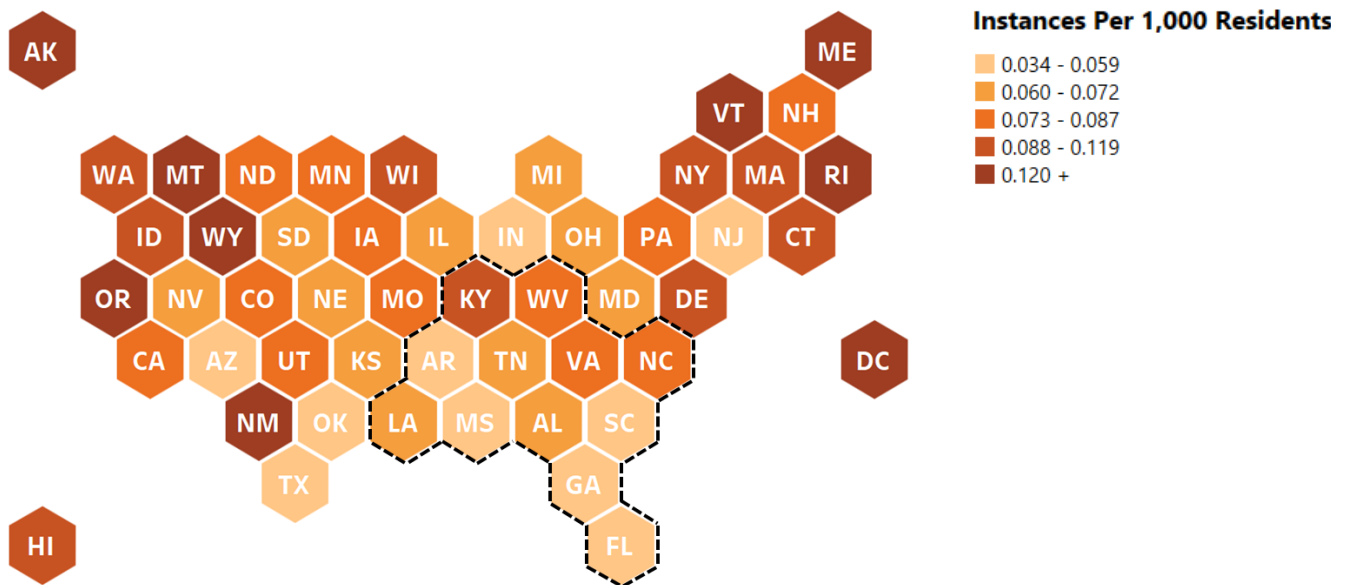 Instances Per 1,000 Residents
0.034 - 0.059
0.060 - 0.072
0.073 - 0.087
0.088 - 0.119
0.120 +
AK ME
VT NH
WA MT ND MN WI MI NY MA RI
ID WY SD IA IL IN OH PA NJ CT
OR NV CO NE MO KY WV MD DE
CA AZ UT KS AR TN VA NC DC
NM OK LA MS AL SC
TX GA
HI FL